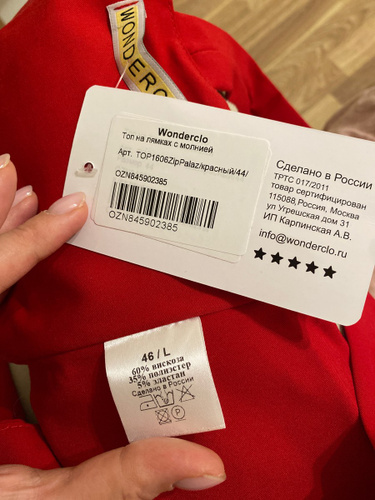 WONDERCLO
Wonderclo
Топ на лямках с молнией
Арт. TOP1606ZipPalaz/красный/44/
OZN845902385
OZN845902385
Сделано в России
ТРТС 017/2011
товар сертифицирован
115088,Россия, Москва
ул Угрешская дом 31
ИП Карпинская А.В.
info@wonderclo.ru
46 / L
60% вискоза
35% полиэстер
5% эластан
Сделано в России
P